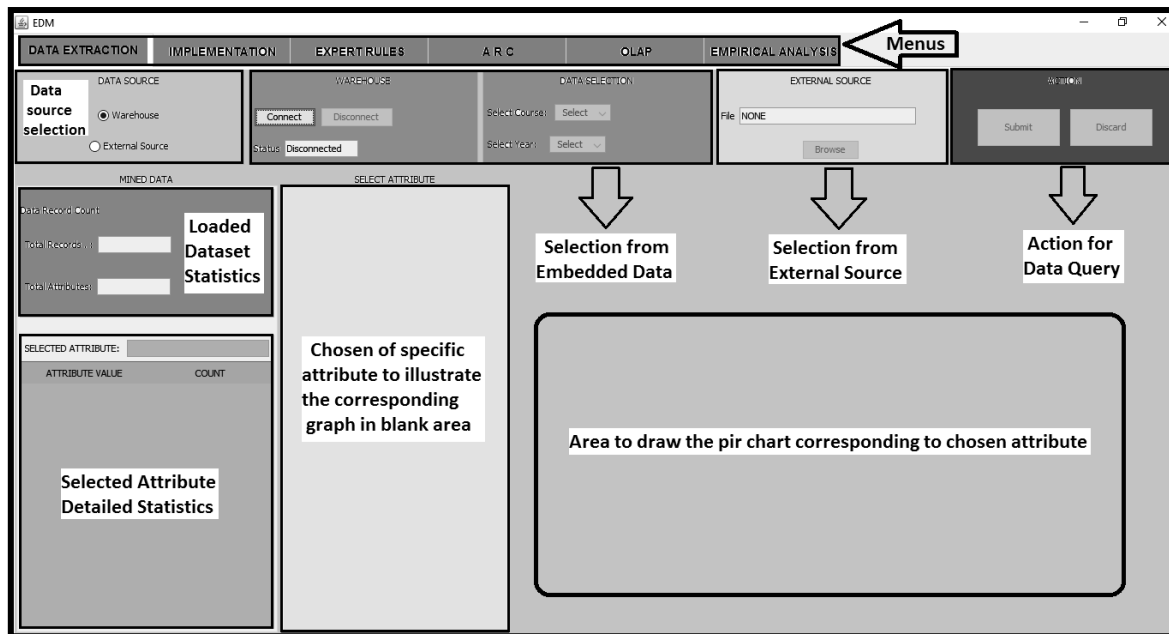 EDM
DATA EXTRACTION IMPLEMENTATION EXPERT RULES A R C OLAP EMPIRICAL ANALYSIS
Menus
Data
source
selection
DATA SOURCE
Warehouse
External Source
WAREHOUSE
Connect Disconnect
Status Disconnected
DATA SELECTION
Select Course: Select
Select Year: Select
EXTERNAL SOURCE
File NONE
Browse
ACTION
Submit Discard
MINED DATA
Data Record Count
Total Records .:
Total Attributes:
Loaded
Dataset
Statistics
SELECT ATTRIBUTE
Selection from
Embedded Data
Selection from
External Source
Action for
Data Query
SELECTED ATTRIBUTE:
ATTRIBUTE VALUE COUNT
Selected Attribute
Detailed Statistics
Chosen of specific
attribute to illustrate
the corresponding
graph in blank area
Area to draw the pir chart corresponding to chosen attribute